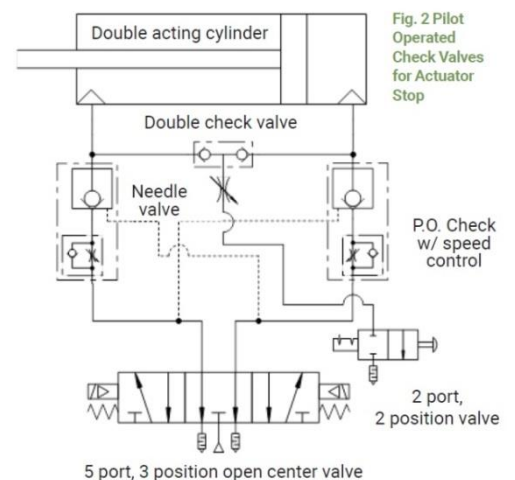 Double acting cylinder
Fig. 2 Pilot
Operated
Check Valves
for Actuator
Stop
Double check valve
Needle
valve
P.O. Check
w/ speed
control
2 port,
2 position valve
5 port, 3 position open center valve